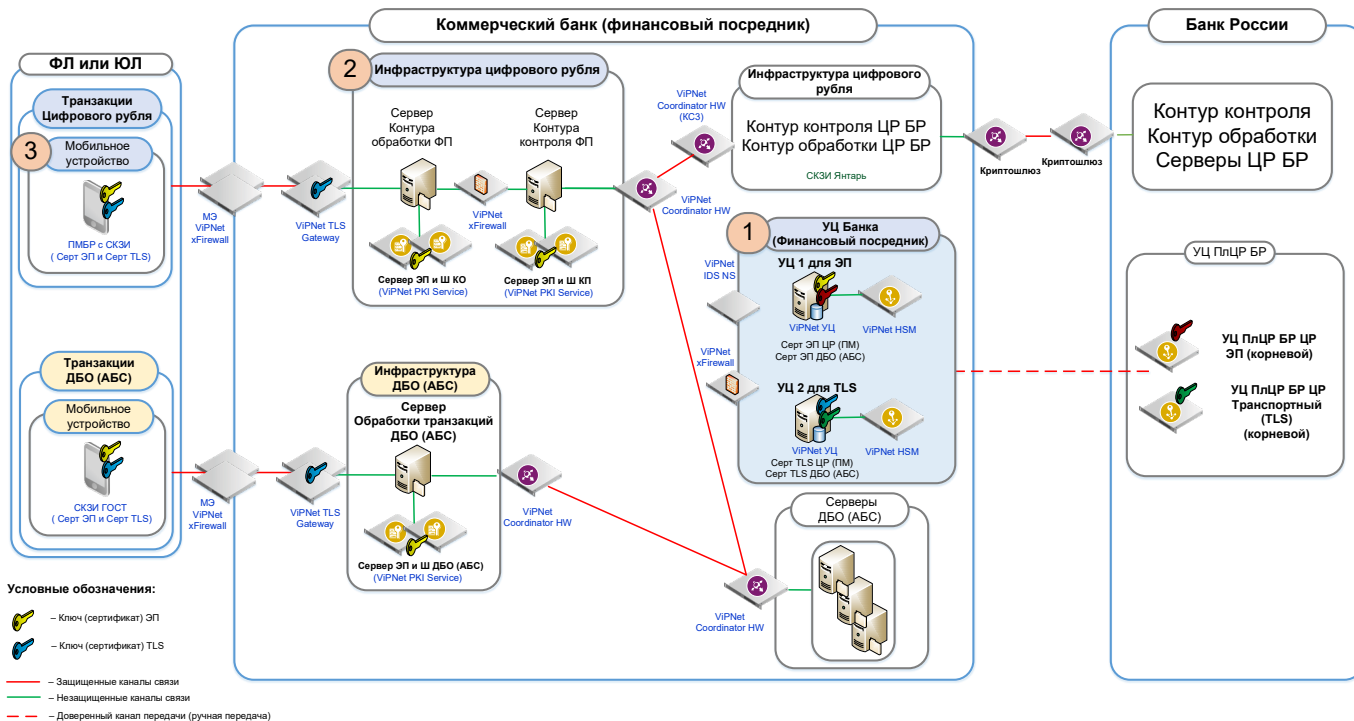 Коммерческий банк (финансовый посредник)
Банк России
ФЛ или ЮЛ
Транзакции
Цифрового рубля
3
Мобильное
устройство
ПМБР с СКЗИ
( Серт ЭП и Серт TLS)
МЭ
ViPNet
xFirewall
ViPNet TLS
Gateway
2
Инфраструктура цифрового рубля
Сервер
Контура
обработки ФП
Сервер
Контура
контроля ФП
ViPNet
xFirewall
Сервер ЭП и Ш КО
(ViPNet PKI Service)
Сервер ЭП и Ш КП
(ViPNet PKI Service)
ViPNet
Coordinator HW
(КС3)
ViPNet
Coordinator HW
Инфраструктура цифрового
рубля
Контур контроля ЦР БР
Контур обработки ЦР БР
СКЗИ Янтарь
Криптошлюз
Криптошлюз
Контур контроля
Контур обработки
Серверы ЦР БР
1
УЦ Банка
(Финансовый посредник)
ViPNet
IDS NS
УЦ 1 для ЭП
ViPNet УЦ
ViPNet HSM
Серт ЭП ЦР (ПМ)
Серт ЭП ДБО (АБС)
ViPNet
xFirewall
УЦ 2 для TLS
ViPNet УЦ
ViPNet HSM
Серт TLS ЦР (ПМ)
Серт TLS ДБО (АБС)
УЦ ПлЦР БР
УЦ ПлЦР БР ЦР
ЭП (корневой)
УЦ ПлЦР БР ЦР
Транспортный
(TLS)
(корневой)
Транзакции
ДБО (АБС)
Мобильное
устройство
СКЗИ ГОСТ
( Серт ЭП и Серт TLS)
МЭ
ViPNet
xFirewall
ViPNet TLS
Gateway
Инфраструктура
ДБО (АБС)
Сервер
Обработки транзакций
ДБО (АБС)
Сервер ЭП и Ш ДБО (АБС)
(ViPNet PKI Service)
ViPNet
Coordinator HW
ViPNet
Coordinator HW
Серверы
ДБО (АБС)
Условные обозначения:
– Ключ (сертификат) ЭП
– Ключ (сертификат) TLS
– Защищенные каналы связи
– Незащищенные каналы связи
– Доверенный канал передачи (ручная передача)